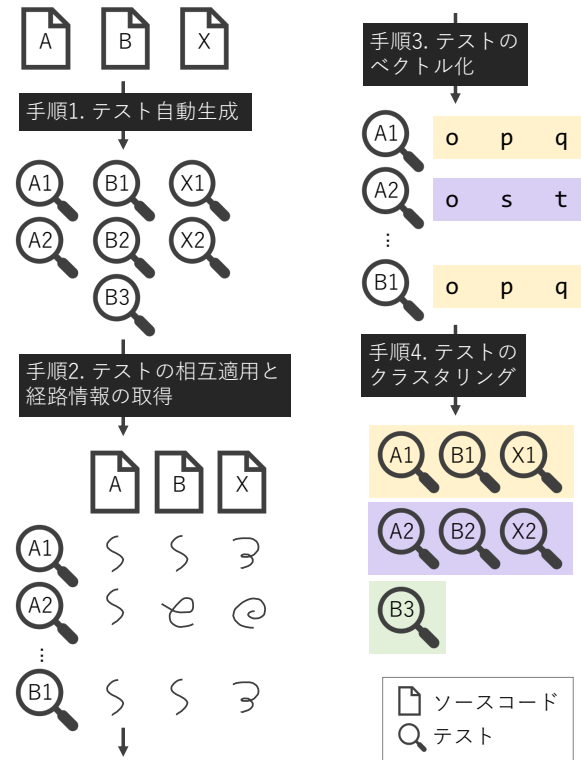 A B X
手順1. テスト自動生成
A1 B1 X1
A2 B2 X2
B3
手順2. テストの相互適用と
経路情報の取得
A B X
A1
A2
⋮
B1
手順3. テストの
ベクトル化
A1 o p q
A2 o s t
⋮
B1 o p q
手順4. テストの
クラスタリング
A1 B1 X1
A2 B2 X2
B3
ソースコード
テスト